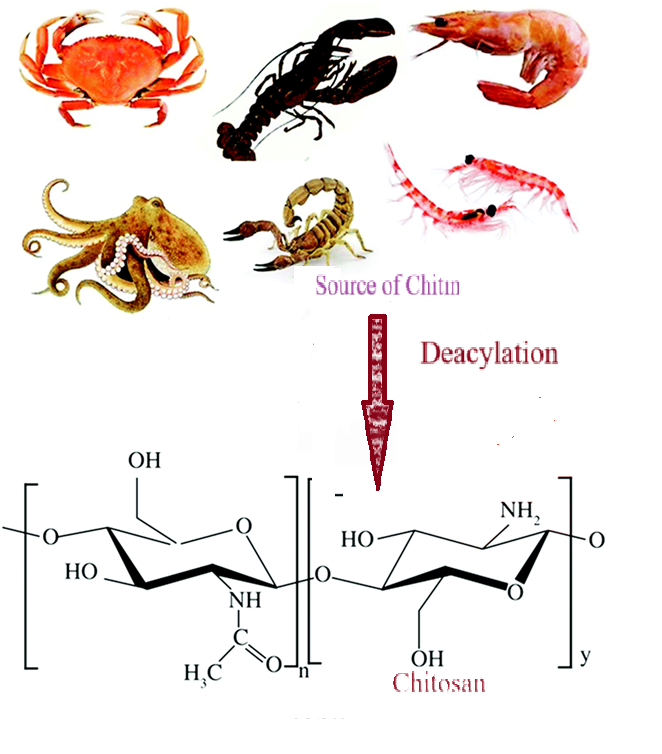 Source of Chitin
Deacylation
OH
O
O
HO
NH
C
H3C
O
n
O
HO
NH2
O
O
OH
y
Chitosan